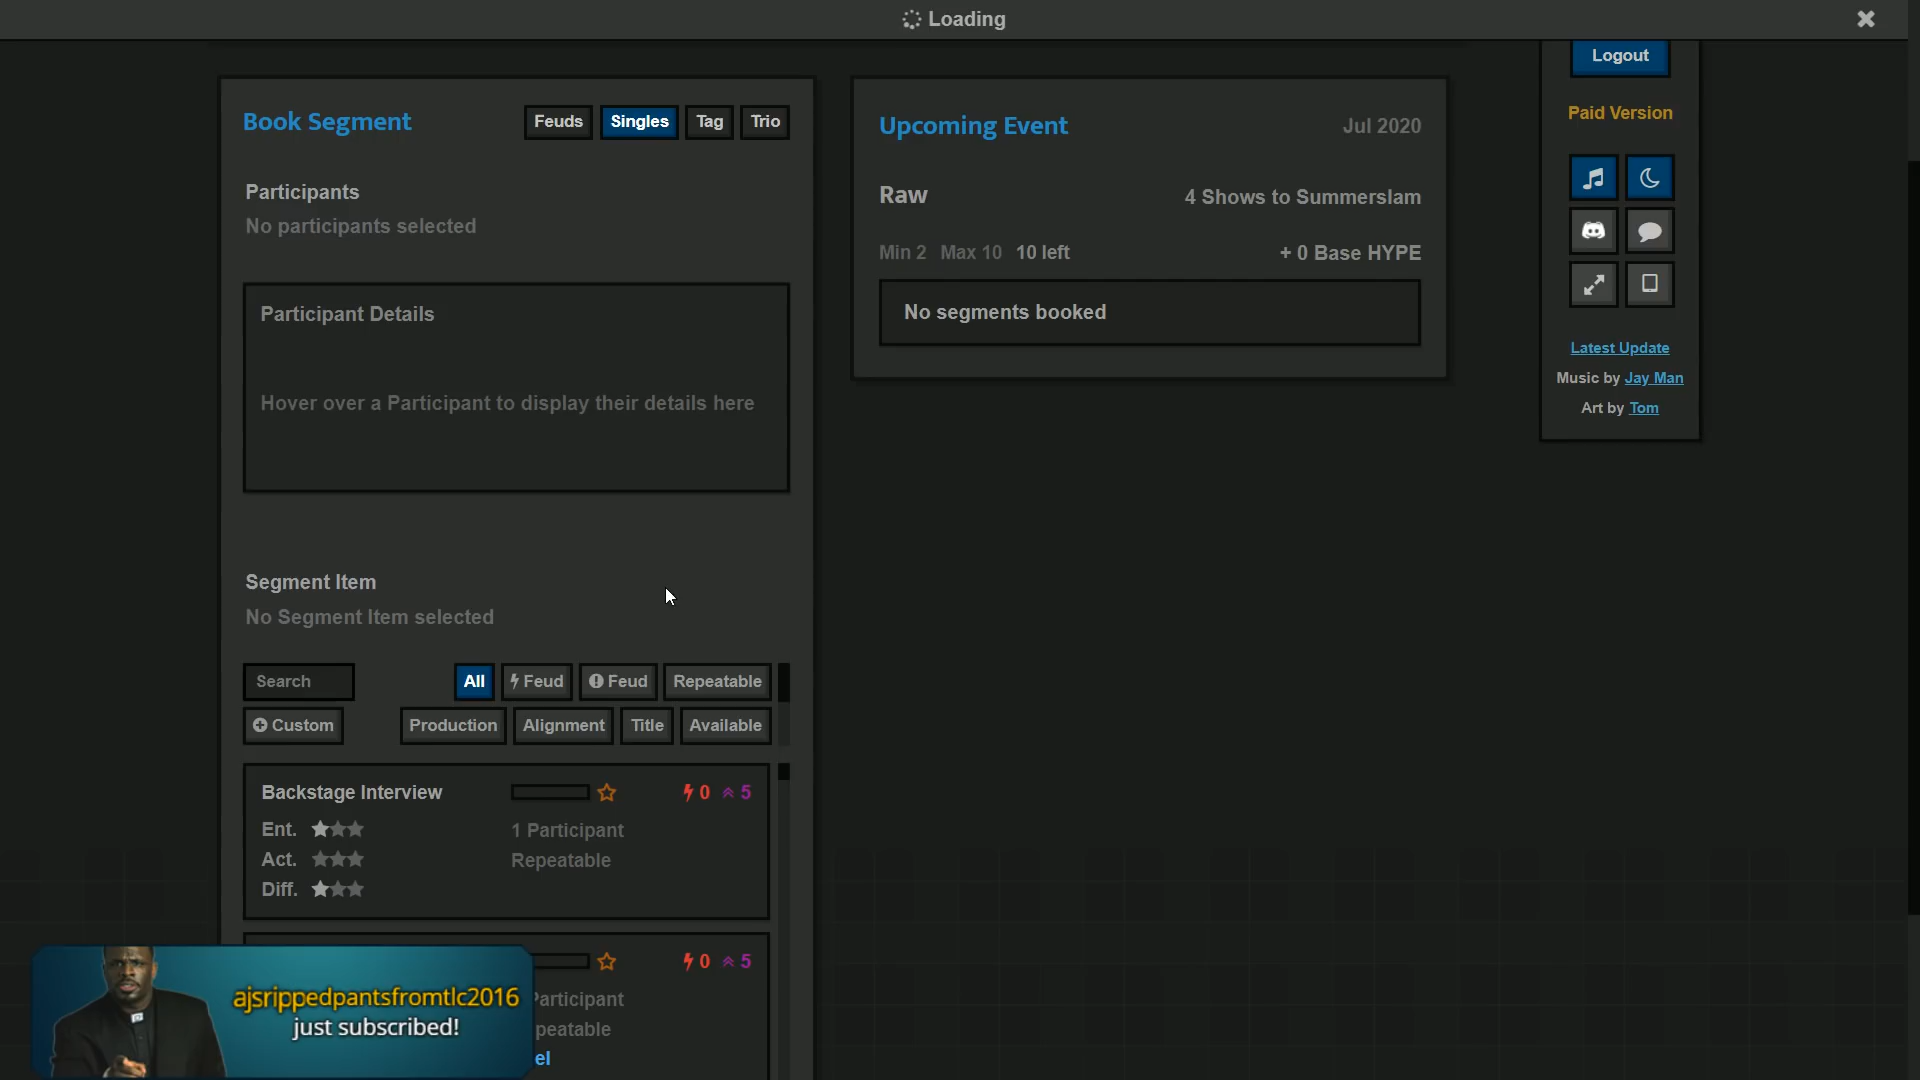 Loading
Logout
Paid Version
Latest Update
Music by Jay Man
Art by Tom
Book Segment
Feuds
Singles
Tag
Trio
Participants
No participants selected
Participant Details
Hover over a Participant to display their details here
Segment Item
No Segment Item selected
Search
All
Feud
Feud
Repeatable
Custom
Production
Alignment
Title
Available
Backstage Interview
0
5
Ent.
1 Participant
Act.
Repeatable
Diff.
0
5
Participant
peatable
el
ajsrippedpantsfromtlc2016
just subscribed!
Upcoming Event
Jul 2020
Raw
4 Shows to Summerslam
Min 2 Max 10 10 left
+ 0 Base HYPE
No segments booked